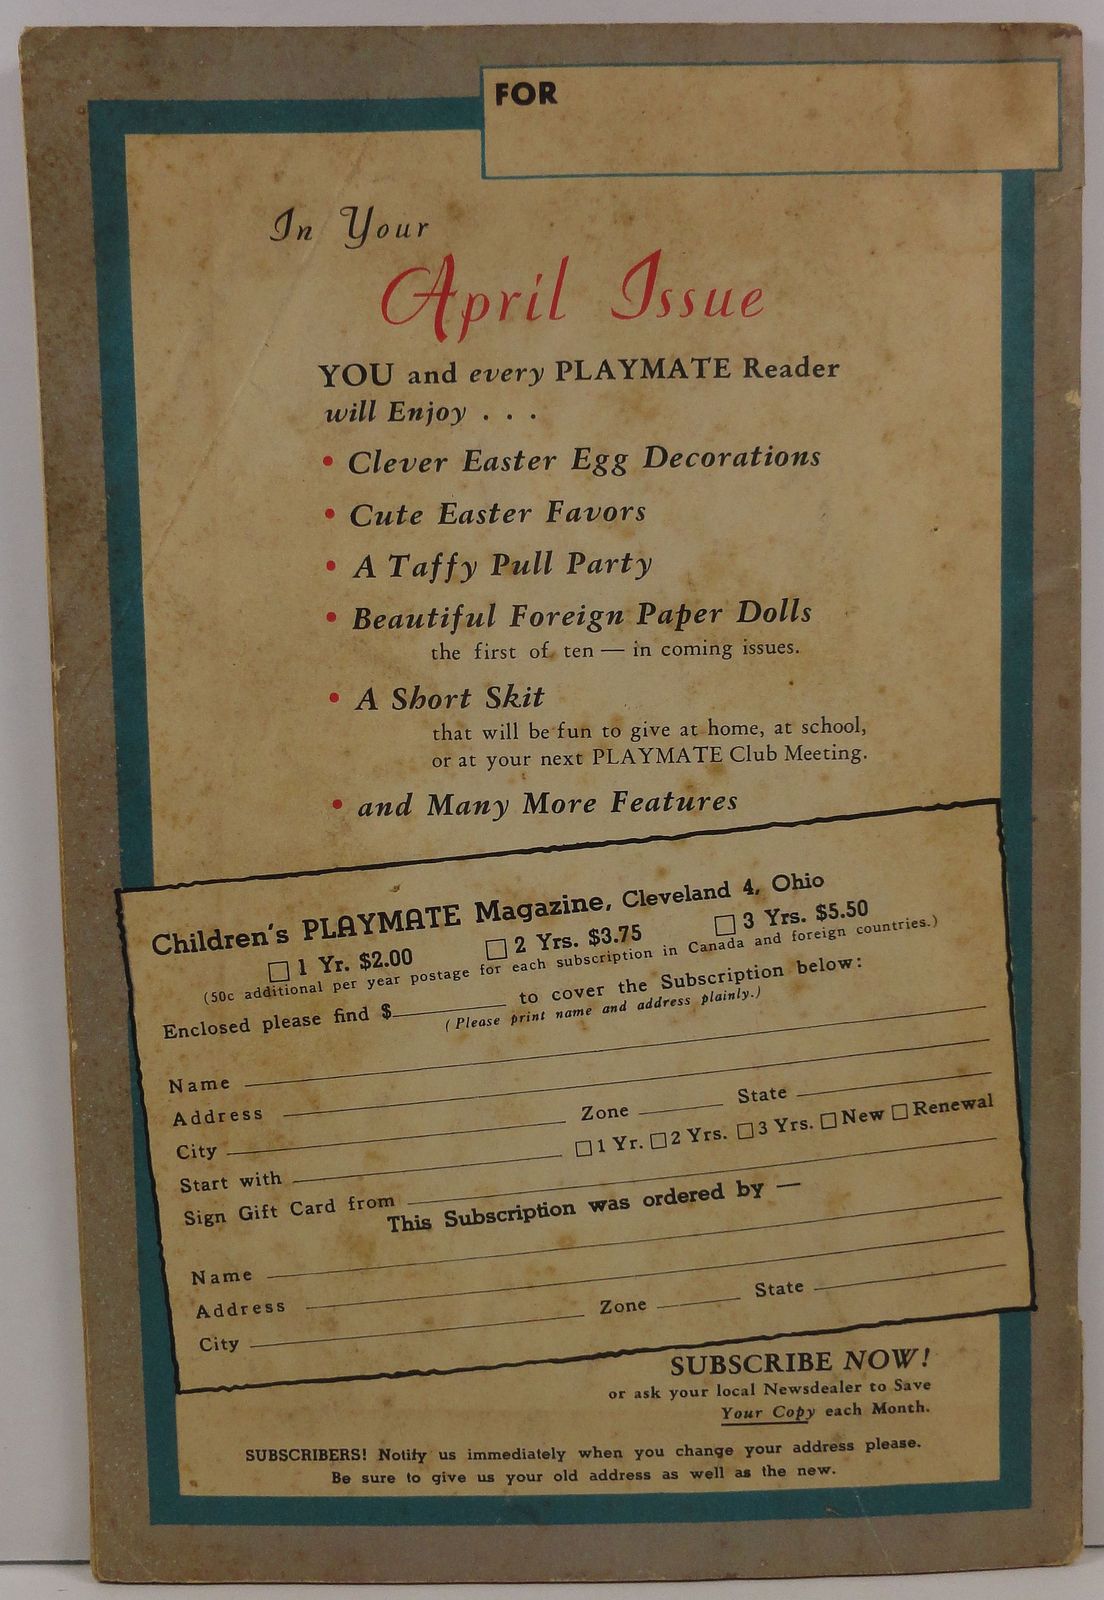 FOR
In Your
April Issue
YOU and every PLAYMATE Reader
will Enjoy . . .
• Clever Easter Egg Decorations
• Cute Easter Favors
• A Taffy Pull Party
• Beautiful Foreign Paper Dolls
the first of ten — in coming issues.
• A Short Skit
that will be fun to give at home, at school,
or at your next PLAYMATE Club Meeting.
• and Many More Features
Children's PLAYMATE Magazine, Cleveland 4, Ohio
□ 1 Yr. $2.00 □ 2 Yrs. $3.75 □ 3 Yrs. $5.50
(50c additional per year postage for each subscription in Canada and foreign countries.)
Enclosed please find $________ to cover the Subscription below:
(Please print name and address plainly.)
Name
Address
City Zone State
Start with □ 1 Yr. □ 2 Yrs. □ 3 Yrs. □ New □ Renewal
Sign Gift Card from
This Subscription was ordered by —
Name
Address
City Zone State
SUBSCRIBE NOW!
or ask your local Newsdealer to Save
Your Copy each Month.
SUBSCRIBERS! Notify us immediately when you change your address please.
Be sure to give us your old address as well as the new.